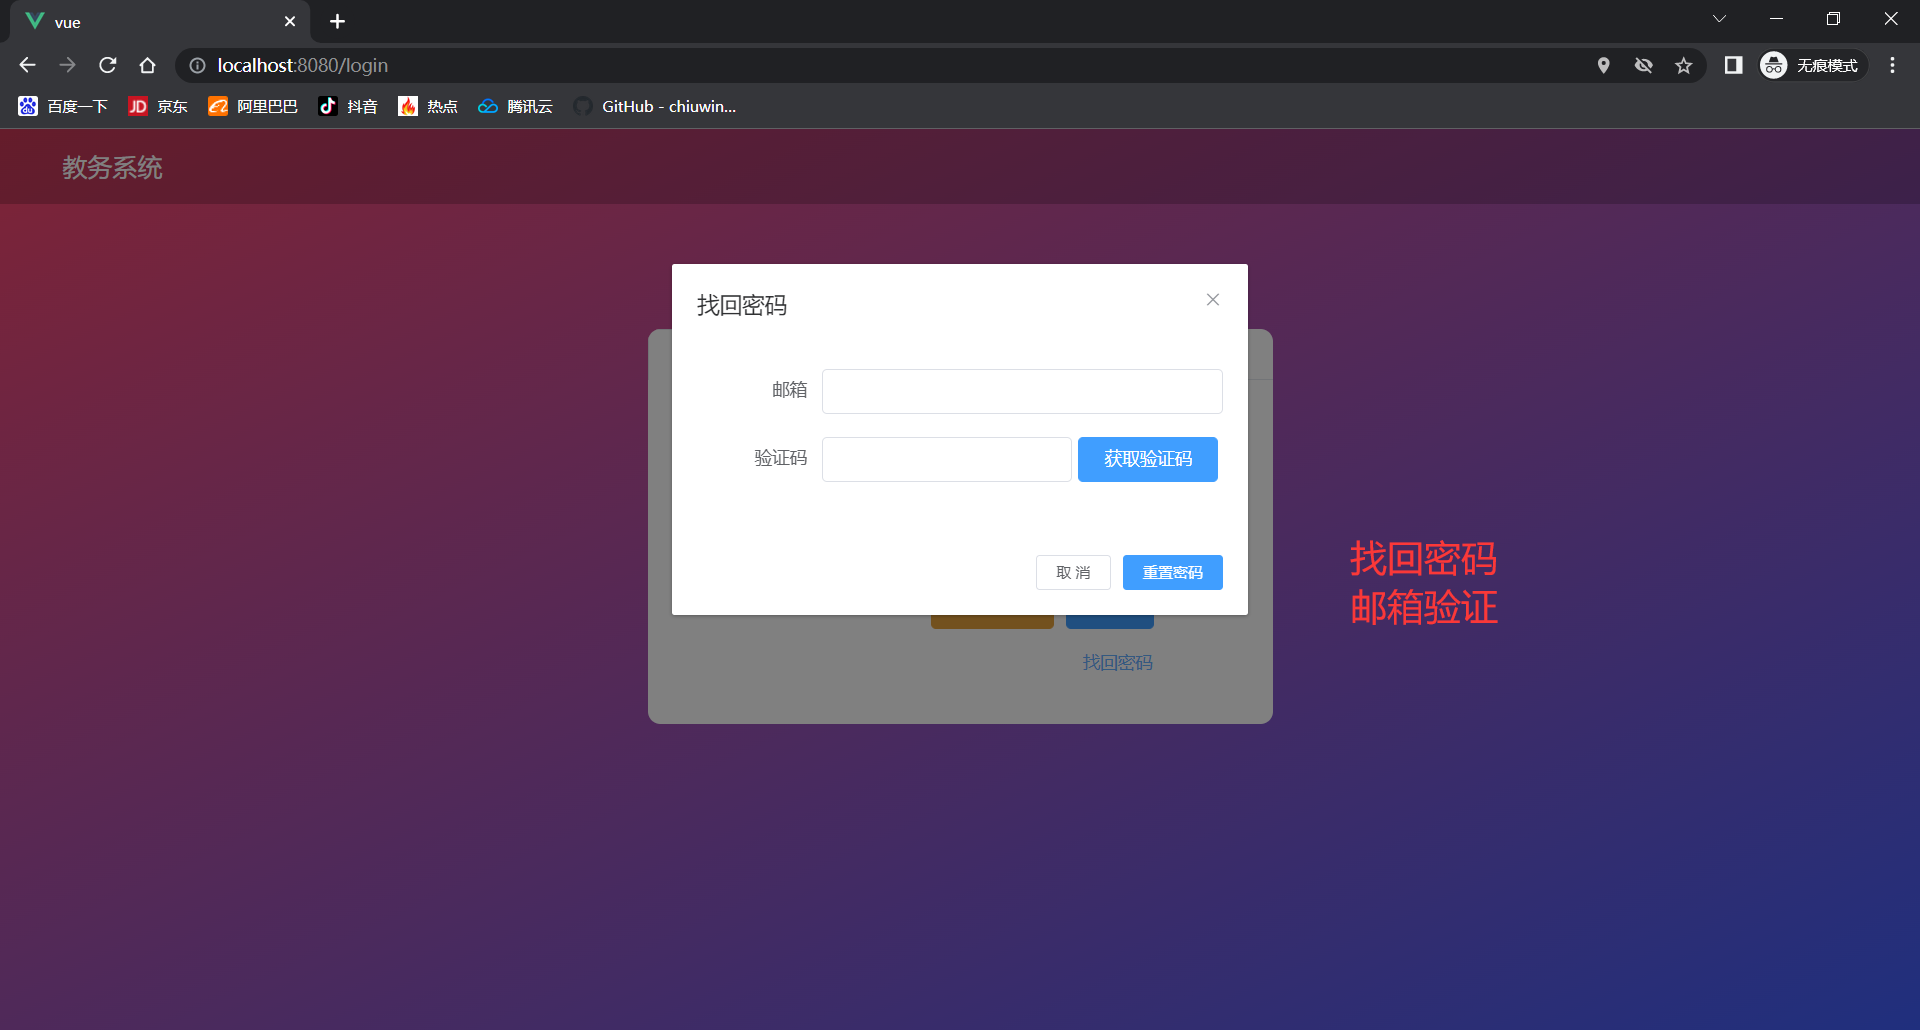 vue
localhost:8080/login
无痕模式
百度一下
JD
京东
阿里巴巴
抖音
热点
腾讯云
GitHub - chiuwin...
教务系统
找回密码
邮箱
验证码
获取验证码
取 消
重置密码
找回密码
找回密码
邮箱验证